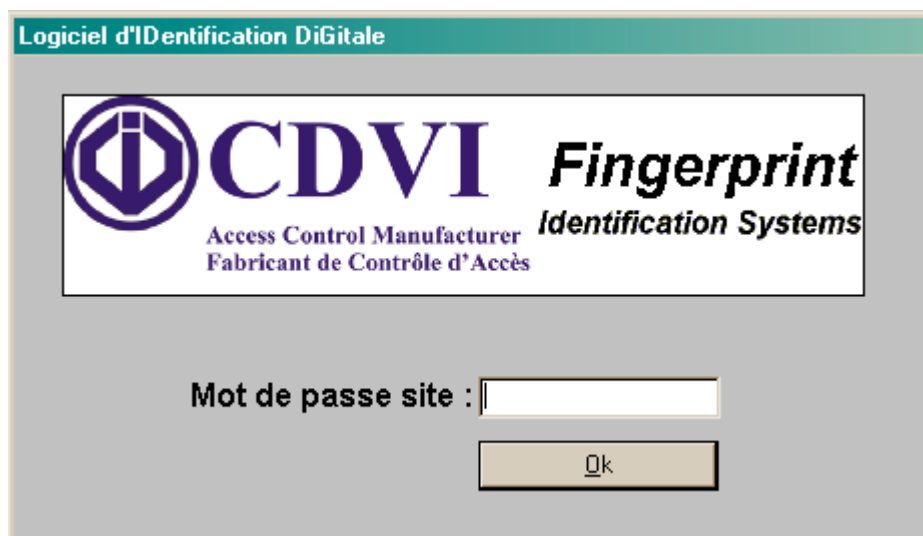 Logiciel d'IDentification DiGitale
CDVI
Access Control Manufacturer
Fabricant de Contrôle d'Accès
Fingerprint
Identification Systems
Mot de passe site :
Ok